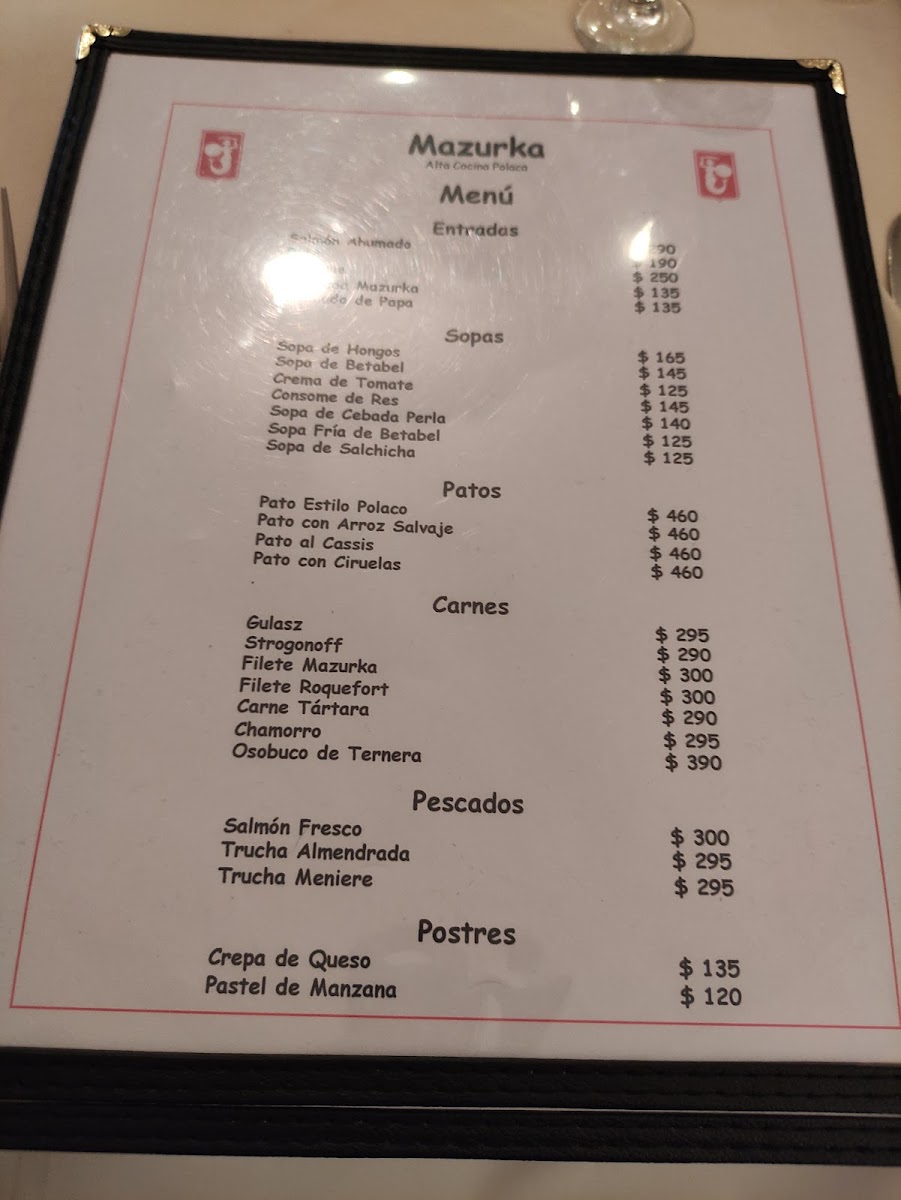 Mazurka
Alta Cocina Polaca
Menú
Entradas
Salmón Ahumado
$ 190
$ 250
Mazurka $ 135
de Papa $ 135
Sopas
Sopa de Hongos $ 165
Sopa de Betabel $ 145
Crema de Tomate $ 125
Consome de Res $ 145
Sopa de Cebada Perla $ 140
Sopa Fría de Betabel $ 125
Sopa de Salchicha $ 125
Patos
Pato Estilo Polaco $ 460
Pato con Arroz Salvaje $ 460
Pato al Cassis $ 460
Pato con Ciruelas $ 460
Carnes
Gulasz $ 295
Strogonoff $ 290
Filete Mazurka $ 300
Filete Roquefort $ 300
Carne Tártara $ 290
Chamorro $ 295
Osobuco de Ternera $ 390
Pescados
Salmón Fresco $ 300
Trucha Almendrada $ 295
Trucha Meniere $ 295
Postres
Crepa de Queso $ 135
Pastel de Manzana $ 120